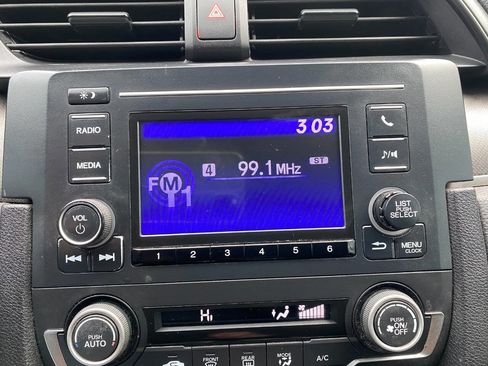 3 03
RADIO
4 99.1 MHz ST
MEDIA
FM1
VOL
LIST
PUSH
SELECT
1 2 3 4 5 6
MENU
CLOCK
Hi
PUSH
AUTO
PUSH
ON/
OFF
FRONT
REAR
MODE
A/C